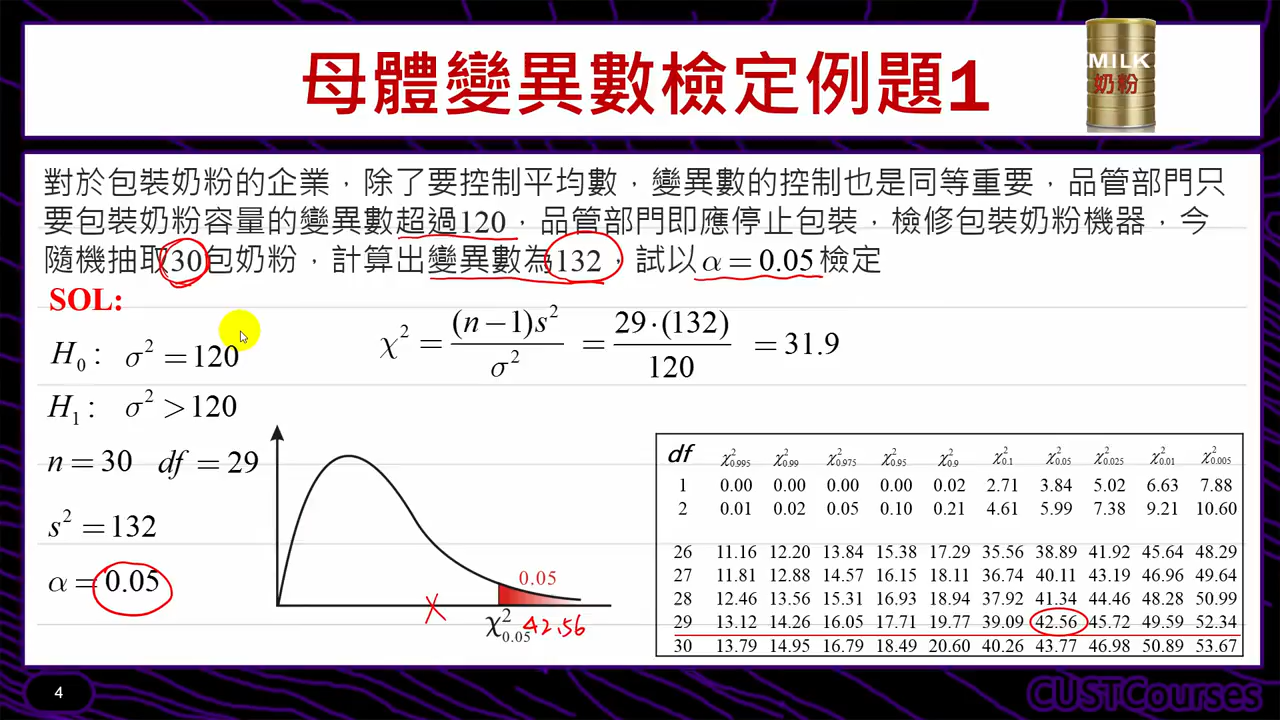 母體變異數檢定例題1
MILK
奶粉
對於包裝奶粉的企業，除了要控制平均數，變異數的控制也是同等重要，品管部門只
要包裝奶粉容量的變異數超過120，品管部門即應停止包裝，檢修包裝奶粉機器，今
隨機抽取30包奶粉，計算出變異數為132，試以 α = 0.05 檢定
SOL:
H₀ : σ² = 120
χ² = (n − 1)s² / σ² = 29·(132) / 120 = 31.9
H₁ : σ² > 120
n = 30 df = 29
s² = 132
α = 0.05
0.05
χ²0.05 42.56
df χ²0.995 χ²0.99 χ²0.975 χ²0.95 χ²0.9 χ²0.1 χ²0.05 χ²0.025 χ²0.01 χ²0.005
1 0.00 0.00 0.00 0.00 0.02 2.71 3.84 5.02 6.63 7.88
2 0.01 0.02 0.05 0.10 0.21 4.61 5.99 7.38 9.21 10.60
26 11.16 12.20 13.84 15.38 17.29 35.56 38.89 41.92 45.64 48.29
27 11.81 12.88 14.57 16.15 18.11 36.74 40.11 43.19 46.96 49.64
28 12.46 13.56 15.31 16.93 18.94 37.92 41.34 44.46 48.28 50.99
29 13.12 14.26 16.05 17.71 19.77 39.09 42.56 45.72 49.59 52.34
30 13.79 14.95 16.79 18.49 20.60 40.26 43.77 46.98 50.89 53.67
4
CUSTCourses